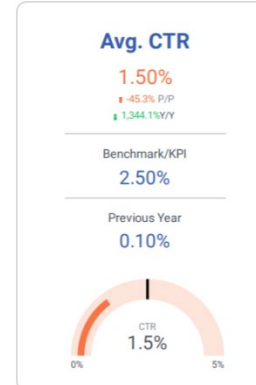 Avg. CTR
1.50%
-45.3% P/P
1,344.1%Y/Y
Benchmark/KPI
2.50%
Previous Year
0.10%
CTR
1.5%
0% 5%